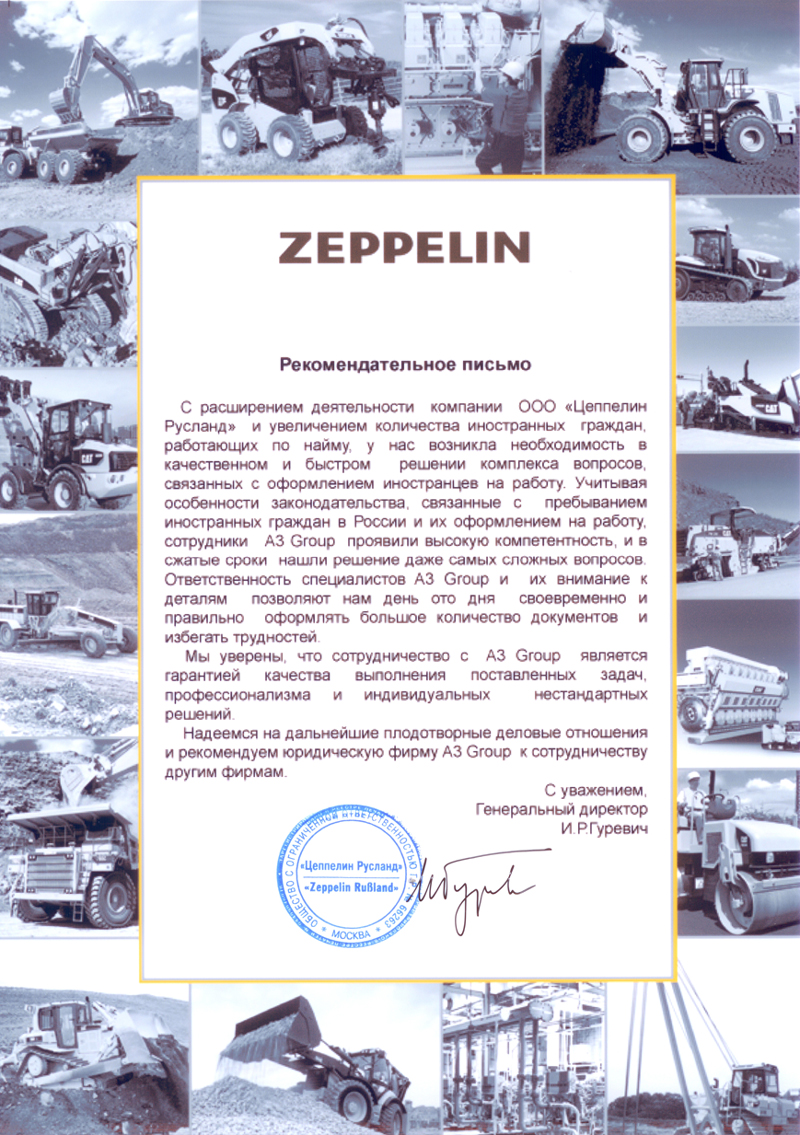 ZEPPELIN
Рекомендательное письмо
С расширением деятельности компании ООО «Цеппелин
Русланд» и увеличением количества иностранных граждан,
работающих по найму, у нас возникла необходимость в
качественном и быстром решении комплекса вопросов,
связанных с оформлением иностранцев на работу. Учитывая
особенности законодательства, связанные с пребыванием
иностранных граждан в России и их оформлением на работу,
сотрудники А3 Group проявили высокую компетентность, и в
сжатые сроки нашли решение даже самых сложных вопросов.
Ответственность специалистов А3 Group и их внимание к
деталям позволяют нам день ото дня своевременно и
правильно оформлять большое количество документов и
избегать трудностей.
Мы уверены, что сотрудничество с А3 Group является
гарантией качества выполнения поставленных задач,
профессионализма и индивидуальных нестандартных
решений.
Надеемся на дальнейшие плодотворные деловые отношения
и рекомендуем юридическую фирму А3 Group к сотрудничеству
другим фирмам.
С уважением,
Генеральный директор
И.Р.Гуревич
ОБЩЕСТВО С ОГРАНИ�ченной ОТВЕТСТВЕННОСТЬЮ
«Цеппелин Русланд»
«Zeppelin Rußland»
66263
* МОСКВА *
CAT
CAT
CAT